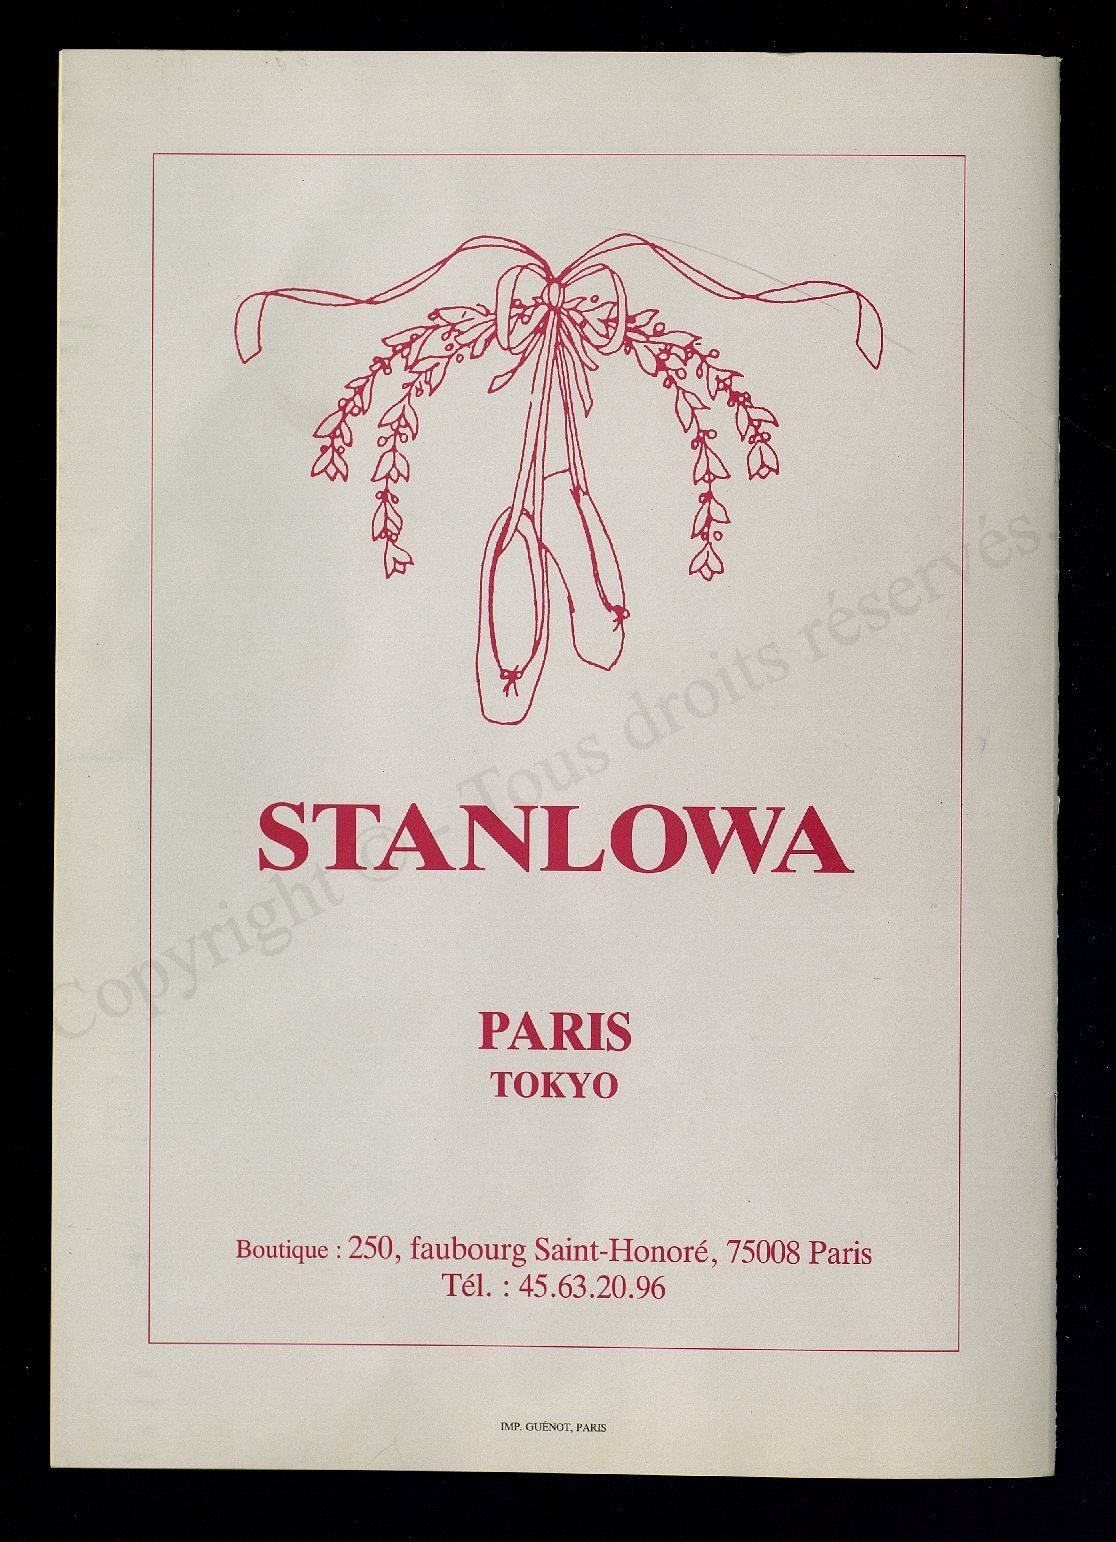 STANLOWA
PARIS
TOKYO
Boutique : 250, faubourg Saint-Honoré, 75008 Paris
Tél. : 45.63.20.96
IMP. GUÉNOT, PARIS
Copyright © - Tous droits réservés.